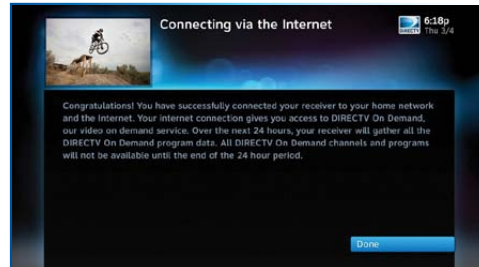 Connecting via the Internet
DIRECTV
6:18p
Thu 3/4
Congratulations! You have successfully connected your receiver to your home network
and the Internet. Your internet connection gives you access to DIRECTV On Demand,
our video on demand service. Over the next 24 hours, your receiver will gather all the
DIRECTV On Demand program data. All DIRECTV On Demand channels and programs
will not be available until the end of the 24 hour period.
Done